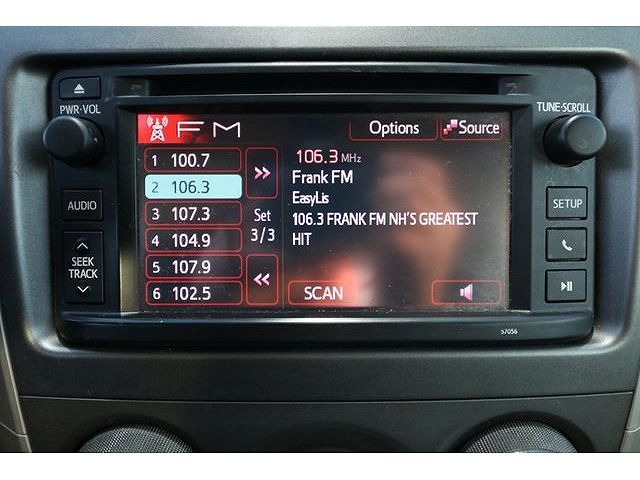 PWR·VOL
TUNE·SCROLL
FM
Options
Source
1 100.7
2 106.3
3 107.3
4 104.9
5 107.9
6 102.5
>>
Set
3/3
<<
106.3 MHz
Frank FM
EasyLis
106.3 FRANK FM NH'S GREATEST
HIT
SCAN
AUDIO
SEEK
TRACK
SETUP
57056